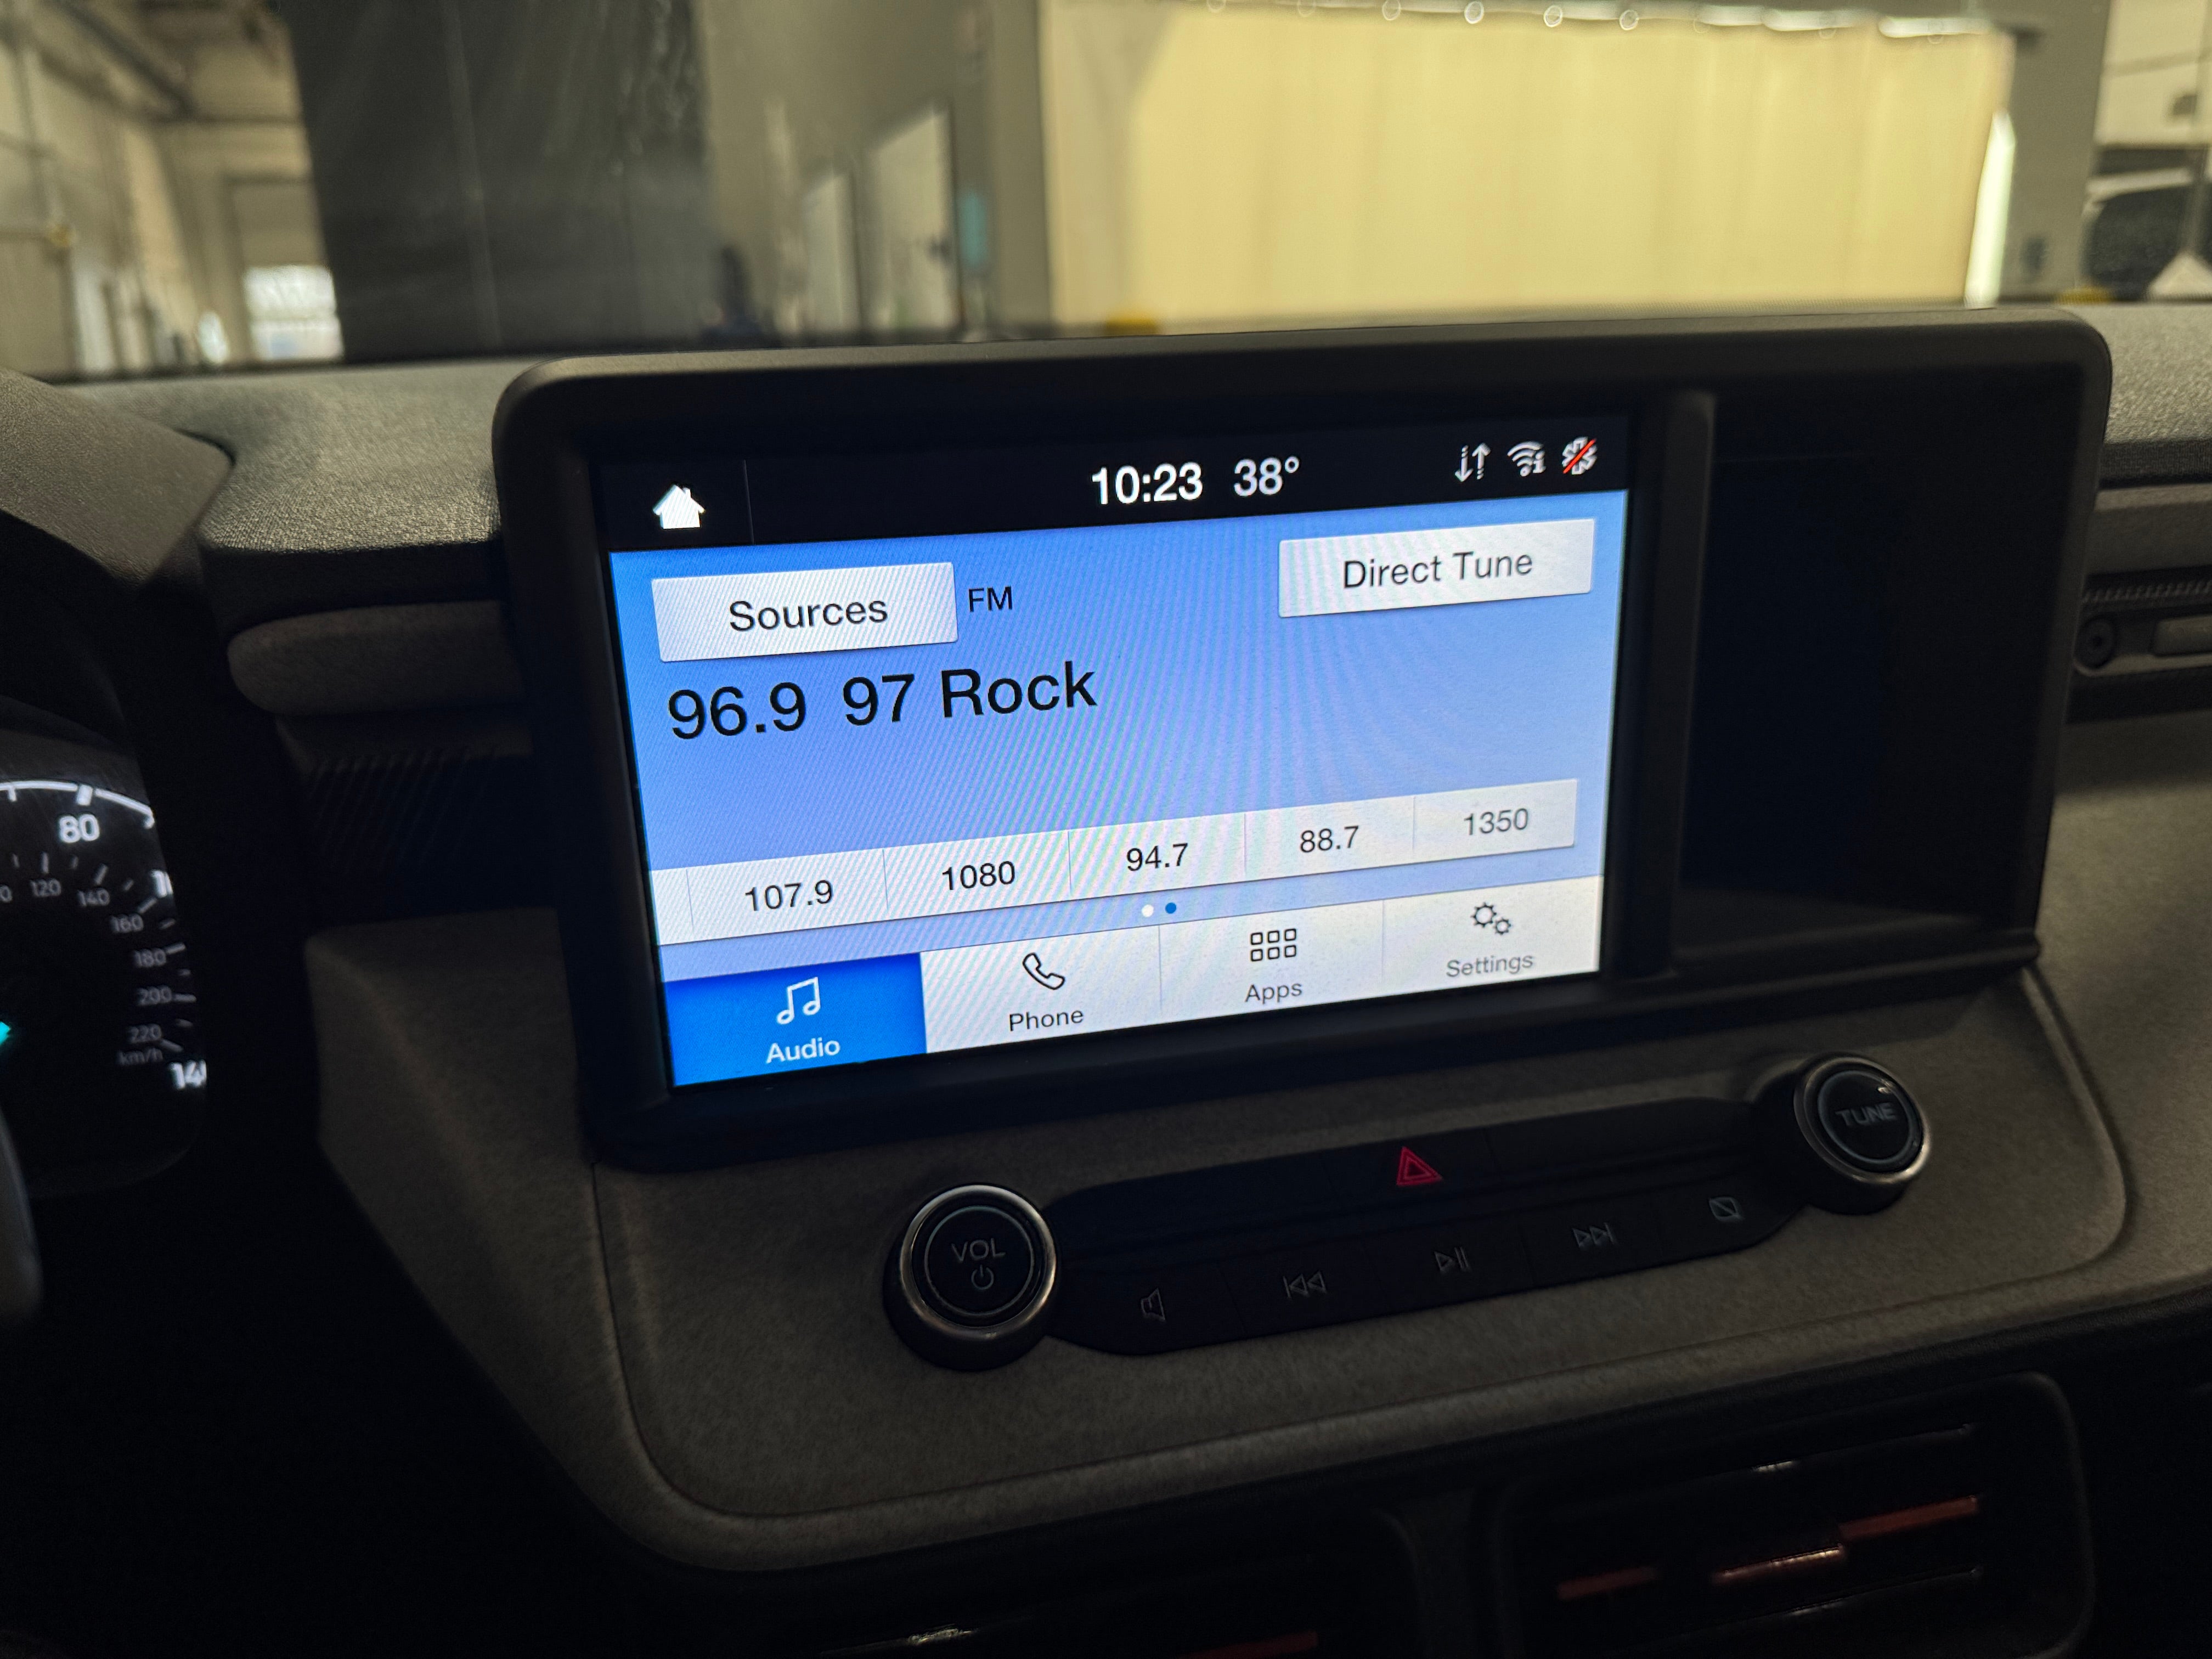 10:23 38°
Sources FM Direct Tune
96.9 97 Rock
107.9 1080 94.7 88.7 1350
Audio Phone Apps Settings
80
120
140
160
180
200
220
km/h
TUNE
VOL